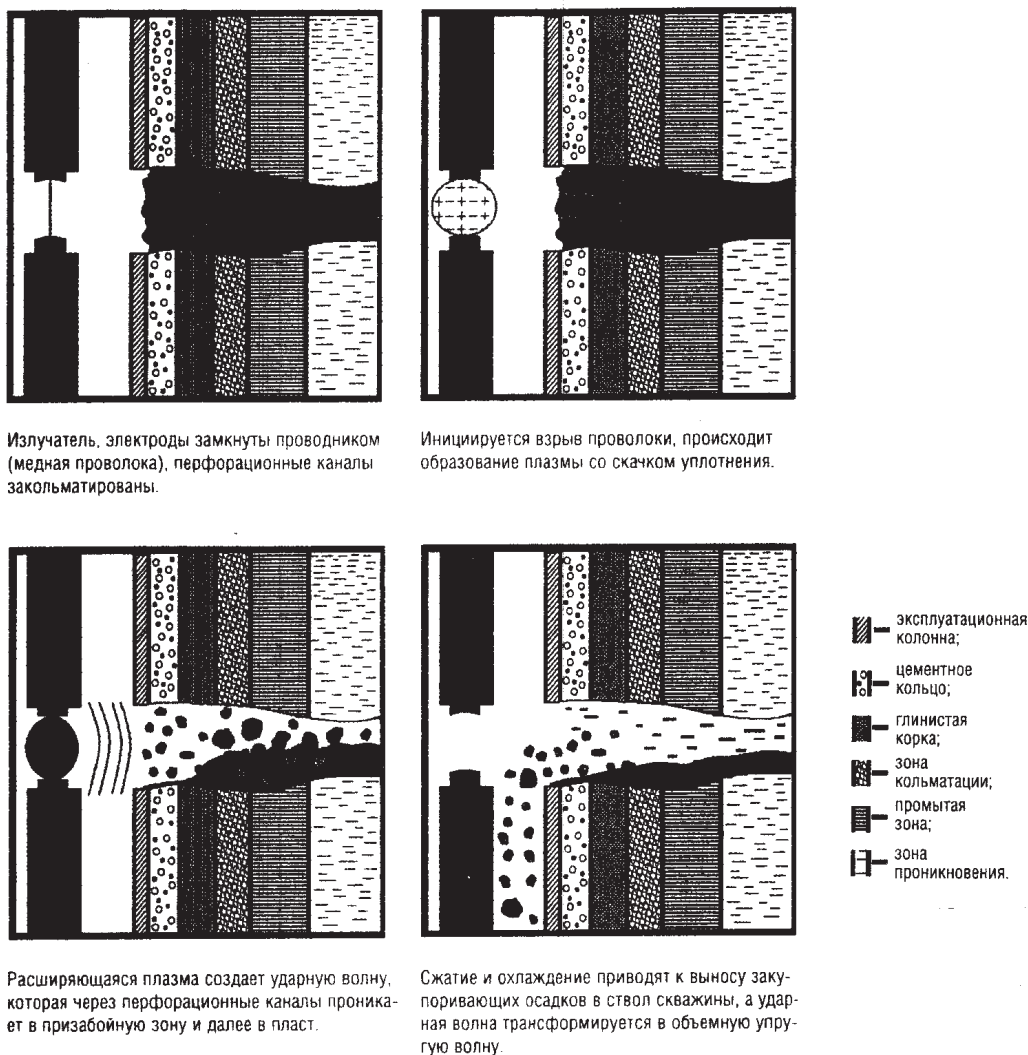 Излучатель, электроды замкнуты проводником
(медная проволока), перфорационные каналы
закольматированы.
Инициируется взрыв проволоки, происходит
образование плазмы со скачком уплотнения.
эксплуатационная
колонна;
цементное
кольцо;
глинистая
корка;
зона
кольматации;
промытая
зона;
зона
проникновения.
Расширяющаяся плазма создает ударную волну,
которая через перфорационные каналы проника-
ет в призабойную зону и далее в пласт.
Сжатие и охлаждение приводят к выносу заку-
поривающих осадков в ствол скважины, а удар-
ная волна трансформируется в объемную упру-
гую волну.